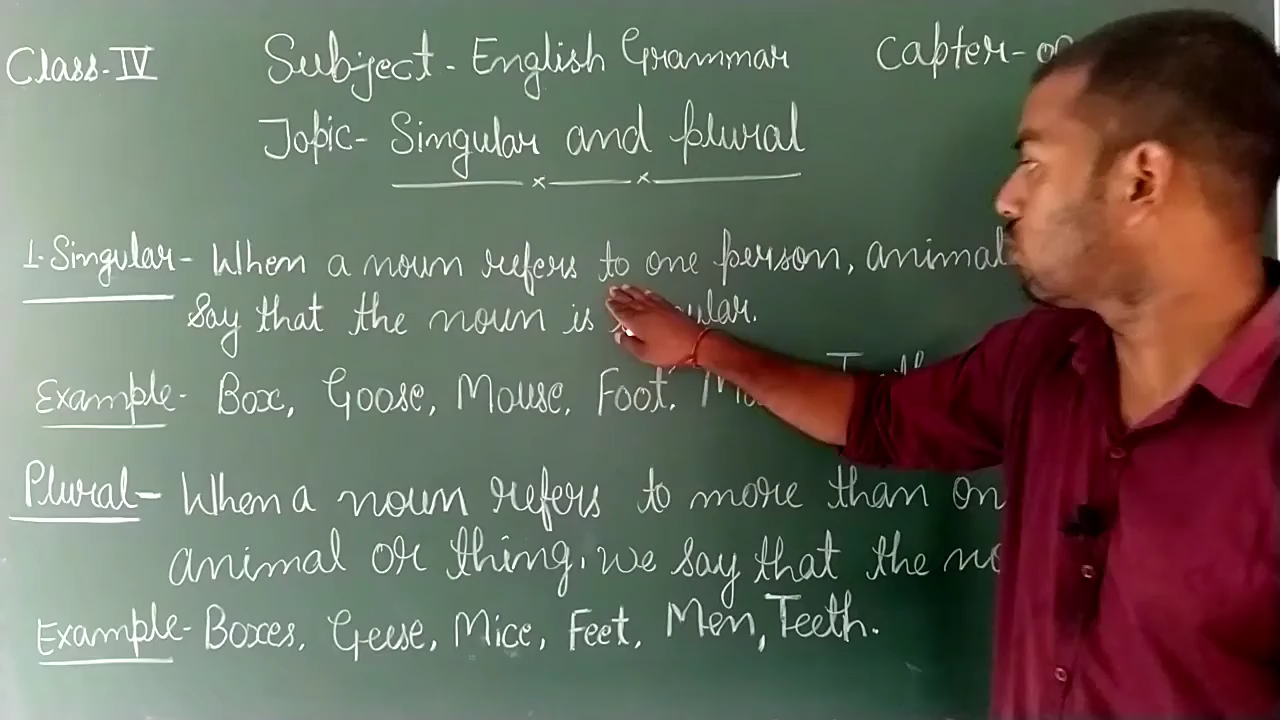 Class-IV Subject - English Grammar Capter-
Topic- Singular and plural
1. Singular- When a noun refers to one person, animal
Say that the noun is
Example- Box, Goose, Mouse, Foot,
Plural- When a noun refers to more than
animal or thing, we say that the
Example- Boxes, Geese, Mice, Feet, Men, Teeth.